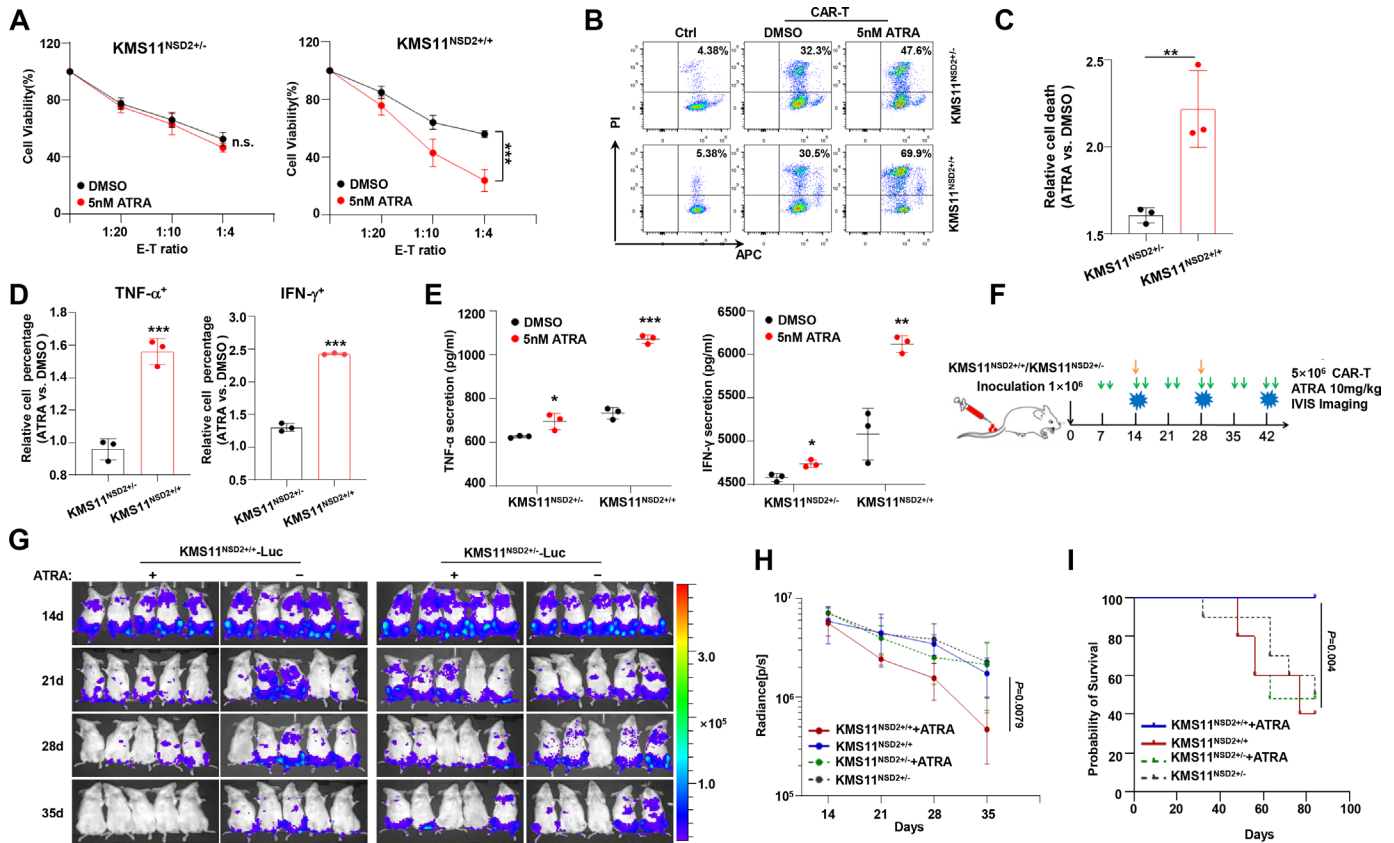 A
KMS11NSD2+/-
Cell Viability(%)
120
80
40
0
n.s.
DMSO
5nM ATRA
1:20 1:10 1:4
E-T ratio
KMS11NSD2+/+
Cell Viability(%)
120
80
40
0
***
DMSO
5nM ATRA
1:20 1:10 1:4
E-T ratio
B
CAR-T
Ctrl DMSO 5nM ATRA
4.38% 32.3% 47.6%
KMS11NSD2+/-
5.38% 30.5% 69.9%
KMS11NSD2+/+
PI
APC
C
**
Relative cell death
(ATRA vs. DMSO)
2.5
2.0
1.5
KMS11NSD2+/-
KMS11NSD2+/+
D
TNF-α+
Relative cell percentage
(ATRA vs. DMSO )
1.8
1.6
1.4
1.2
1.0
0.8
***
KMS11NSD2+/-
KMS11NSD2+/+
IFN-γ+
Relative cell percentage
(ATRA vs. DMSO )
3.0
2.5
2.0
1.5
1.0
0.5
***
KMS11NSD2+/-
KMS11NSD2+/+
E
DMSO
5nM ATRA
TNF-α secretion (pg/ml)
1200
1000
800
600
400
*
***
KMS11NSD2+/-
KMS11NSD2+/+
DMSO
5nM ATRA
IFN-γ secretion (pg/ml)
6500
6000
5500
5000
4500
*
**
KMS11NSD2+/-
KMS11NSD2+/+
F
KMS11NSD2+/+/KMS11NSD2+/-
Inoculation 1×10⁶
0 7 14 21 28 35 42
5×10⁶ CAR-T
ATRA 10mg/kg
IVIS Imaging
G
KMS11NSD2+/+-Luc KMS11NSD2+/--Luc
ATRA: + − + −
14d
21d
28d
35d
3.0
×10⁵
1.0
H
Radiance[p/s]
10⁷
10⁶
10⁵
P=0.0079
KMS11NSD2+/++ATRA
KMS11NSD2+/+
KMS11NSD2+/-+ATRA
KMS11NSD2+/-
14 21 28 35
Days
I
Probability of Survival
100
80
60
40
20
0
P=0.004
KMS11NSD2+/++ATRA
KMS11NSD2+/+
KMS11NSD2+/-+ATRA
KMS11NSD2+/-
0 20 40 60 80 100
Days